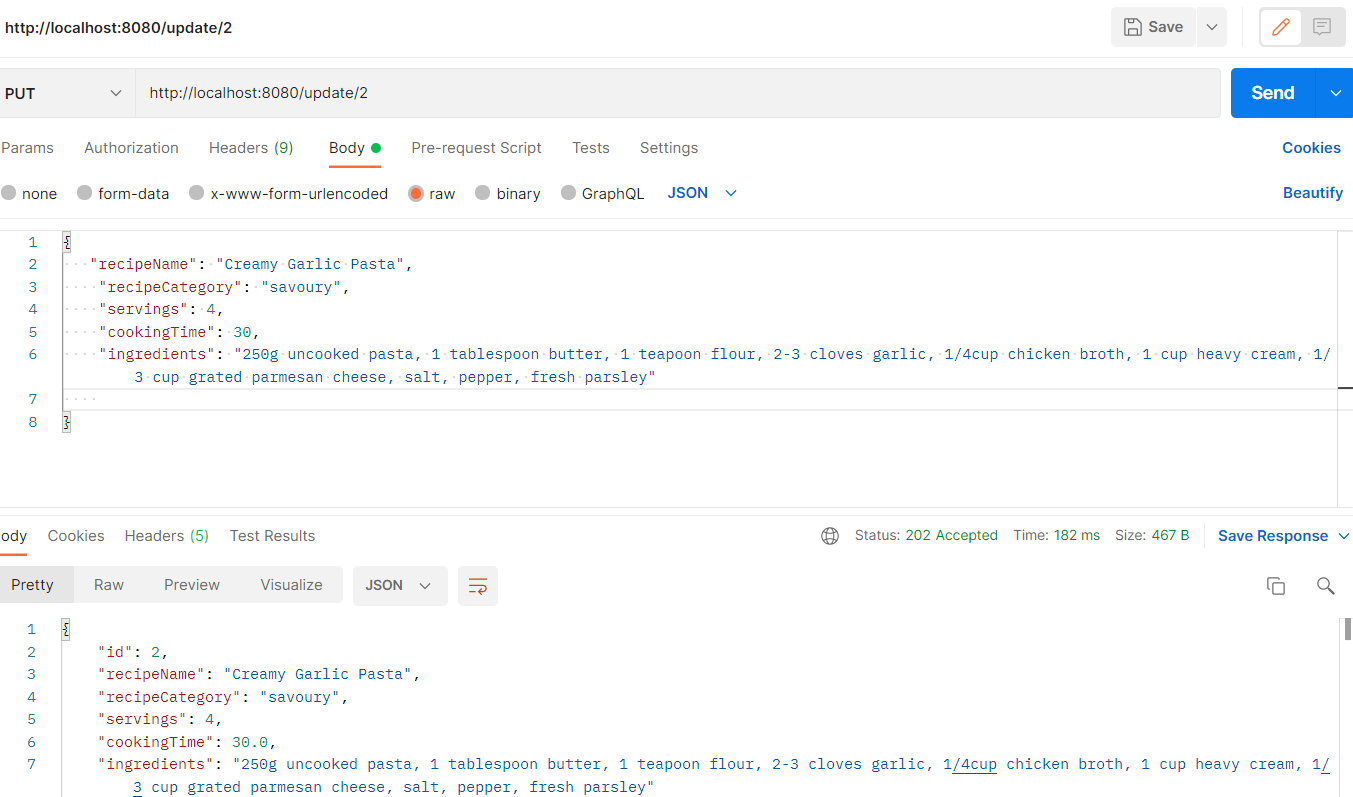 http://localhost:8080/update/2
Save
PUT
http://localhost:8080/update/2
Send
Params Authorization Headers (9) Body Pre-request Script Tests Settings
Cookies
none form-data x-www-form-urlencoded raw binary GraphQL JSON
Beautify
1 {
2 "recipeName": "Creamy Garlic Pasta",
3 "recipeCategory": "savoury",
4 "servings": 4,
5 "cookingTime": 30,
6 "ingredients": "250g uncooked pasta, 1 tablespoon butter, 1 teapoon flour, 2-3 cloves garlic, 1/4cup chicken broth, 1 cup heavy cream, 1/
3 cup grated parmesan cheese, salt, pepper, fresh parsley"
7
8 }
ody Cookies Headers (5) Test Results
Status: 202 Accepted Time: 182 ms Size: 467 B
Save Response
Pretty Raw Preview Visualize JSON
1 {
2 "id": 2,
3 "recipeName": "Creamy Garlic Pasta",
4 "recipeCategory": "savoury",
5 "servings": 4,
6 "cookingTime": 30.0,
7 "ingredients": "250g uncooked pasta, 1 tablespoon butter, 1 teapoon flour, 2-3 cloves garlic, 1/4cup chicken broth, 1 cup heavy cream, 1/
3 cup grated parmesan cheese, salt, pepper, fresh parsley"